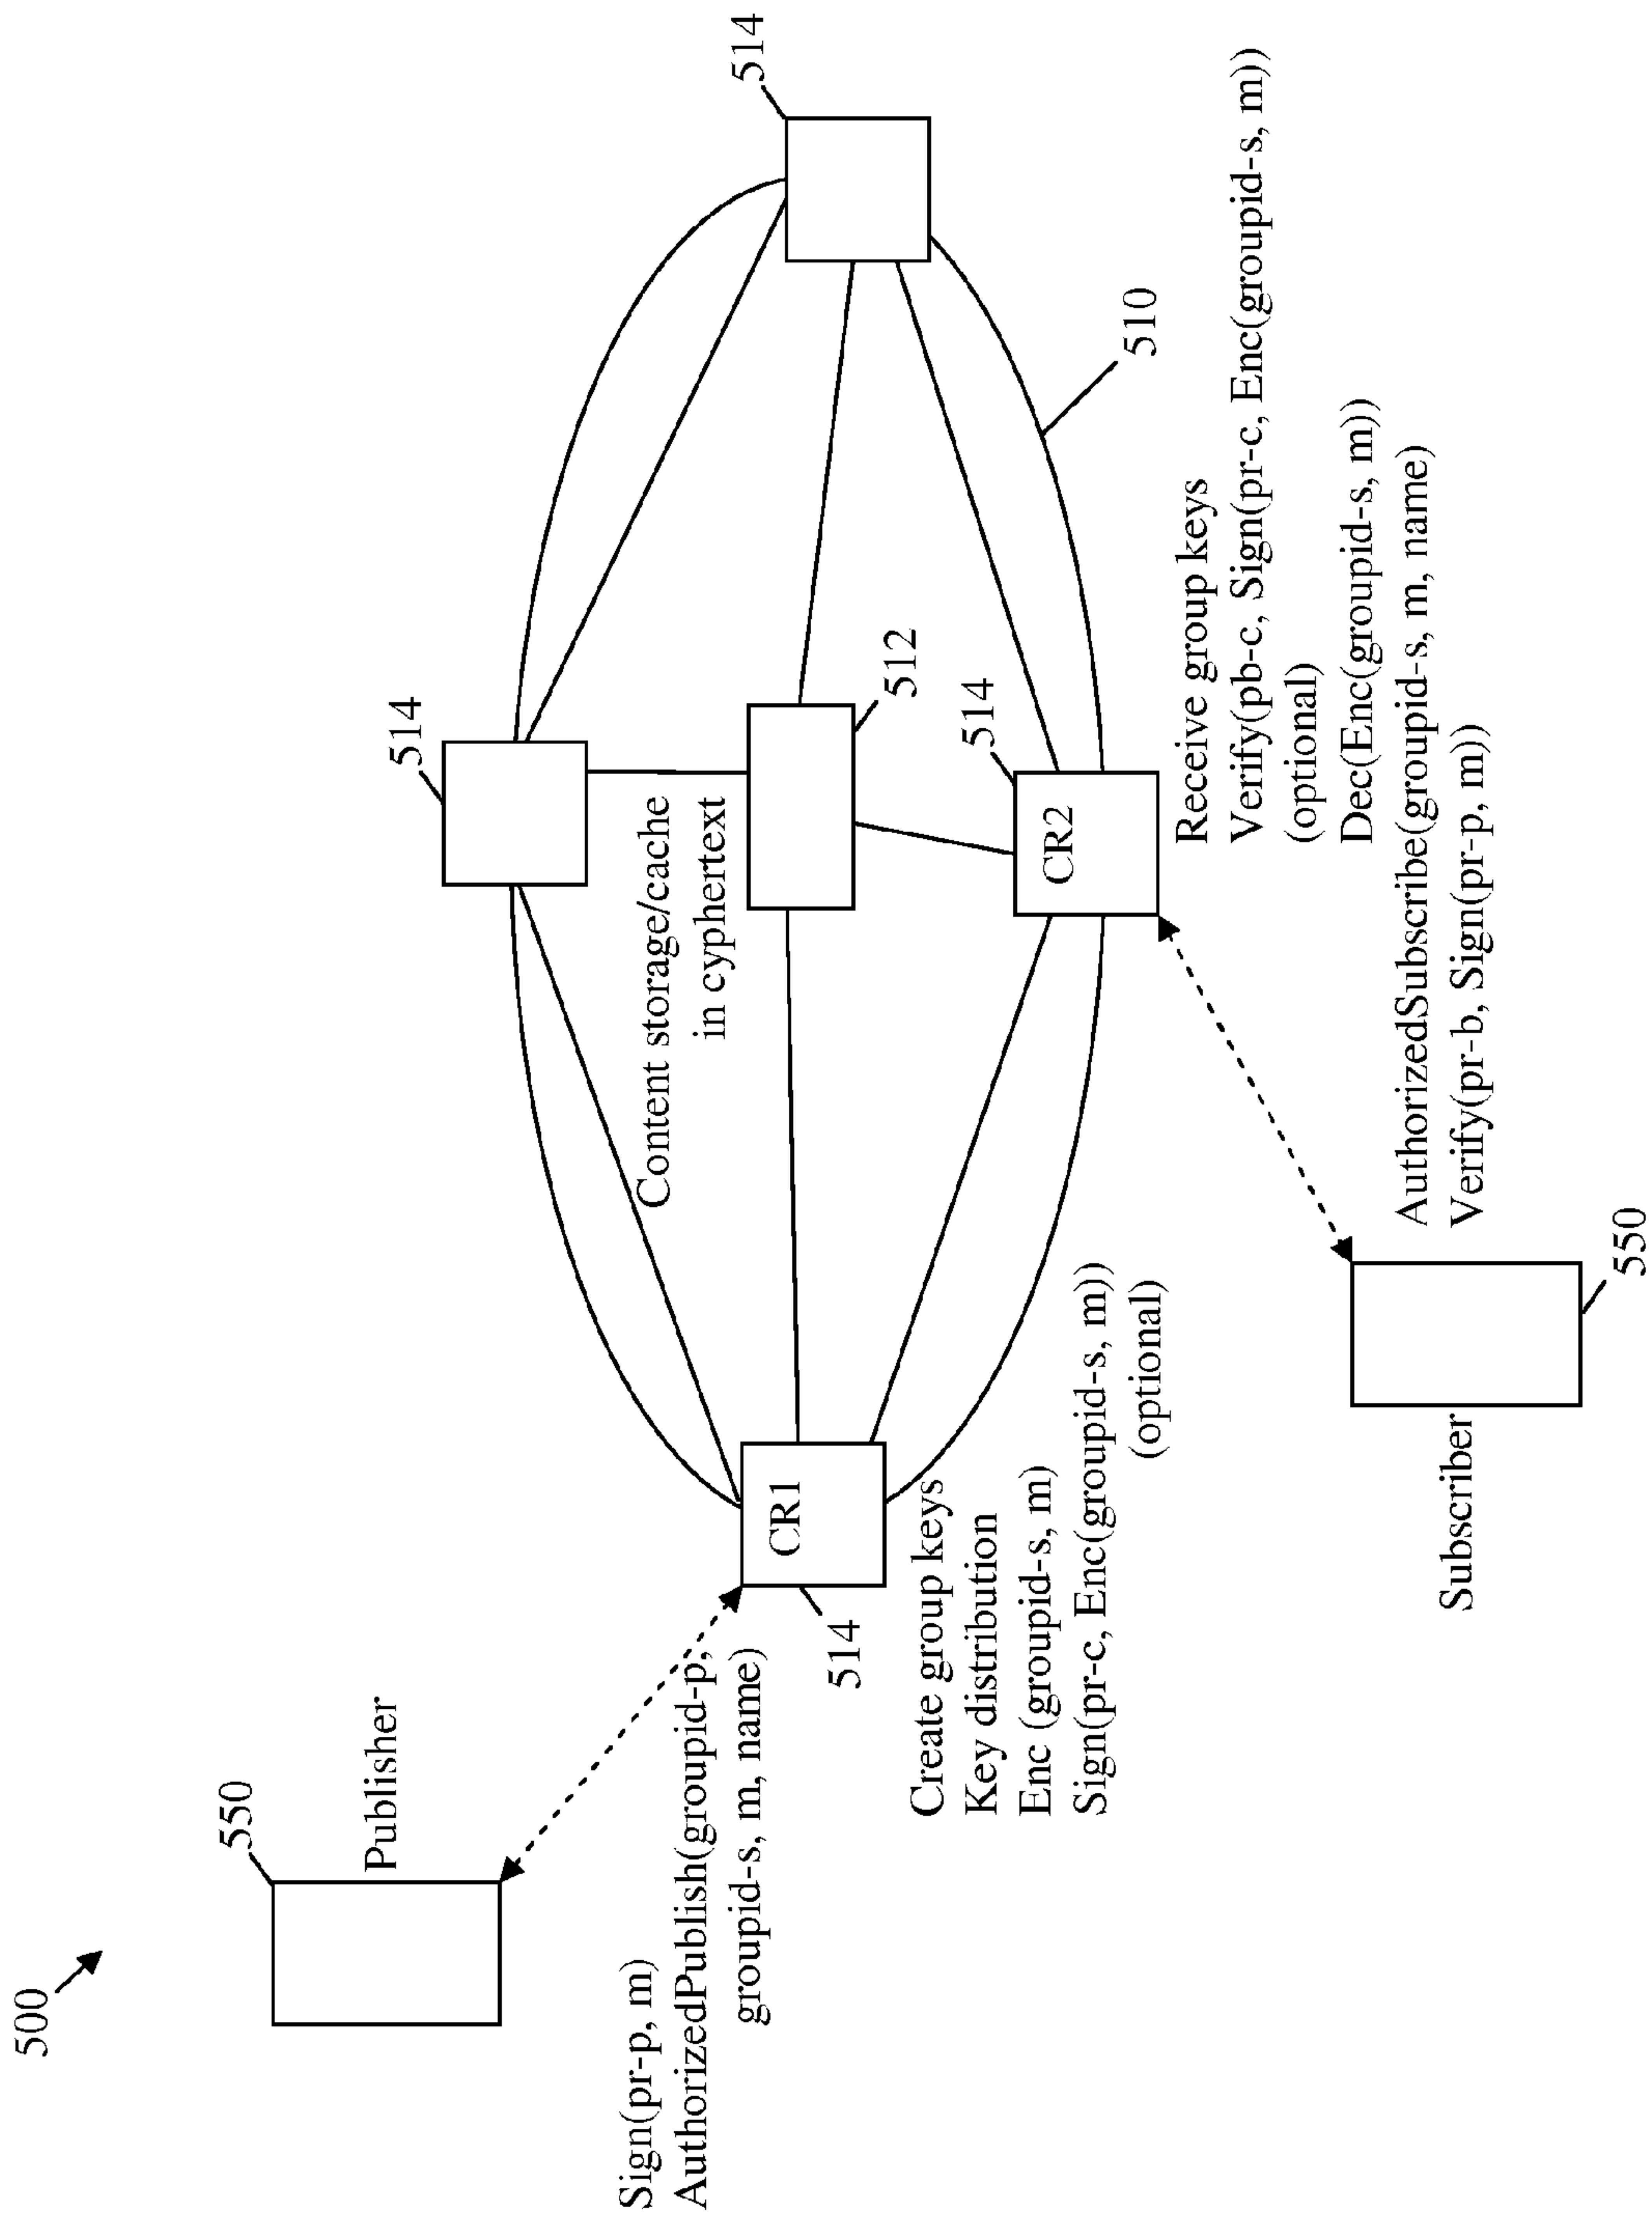 500
550
Publisher
Sign(pr-p, m)
AuthorizedPublish(groupid-p,
groupid-s, m, name)
514
CR1
Create group keys
Key distribution
Enc (groupid-s, m)
Sign(pr-c, Enc(groupid-s, m))
(optional)
514
Content storage/cache
in cyphertext
512
514
CR2
514
510
Receive group keys
Verify(pb-c, Sign(pr-c, Enc(groupid-s, m))
(optional)
Dec(Enc(groupid-s, m))
AuthorizedSubscribe(groupid-s, m, name)
Verify(pr-b, Sign(pr-p, m))
Subscriber
550